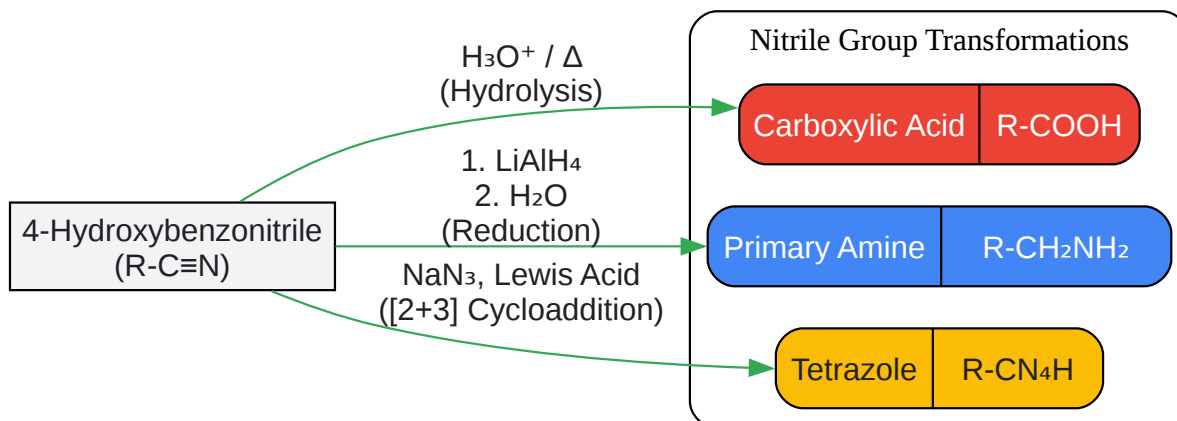 Nitrile Group Transformations
H₃O⁺ / Δ
(Hydrolysis)
Carboxylic Acid R-COOH
1. LiAlH₄
2. H₂O
(Reduction)
4-Hydroxybenzonitrile
(R-C≡N)
Primary Amine R-CH₂NH₂
NaN₃, Lewis Acid
([2+3] Cycloaddition)
Tetrazole R-CN₄H